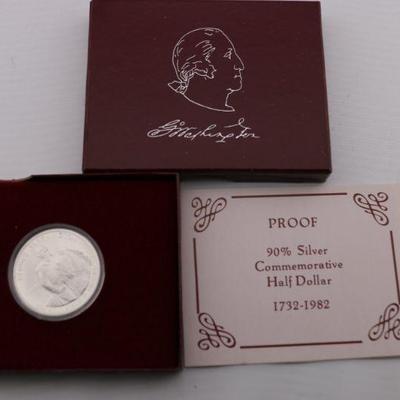 G Washington
PROOF
90% Silver
Commemorative
Half Dollar
1732-1982